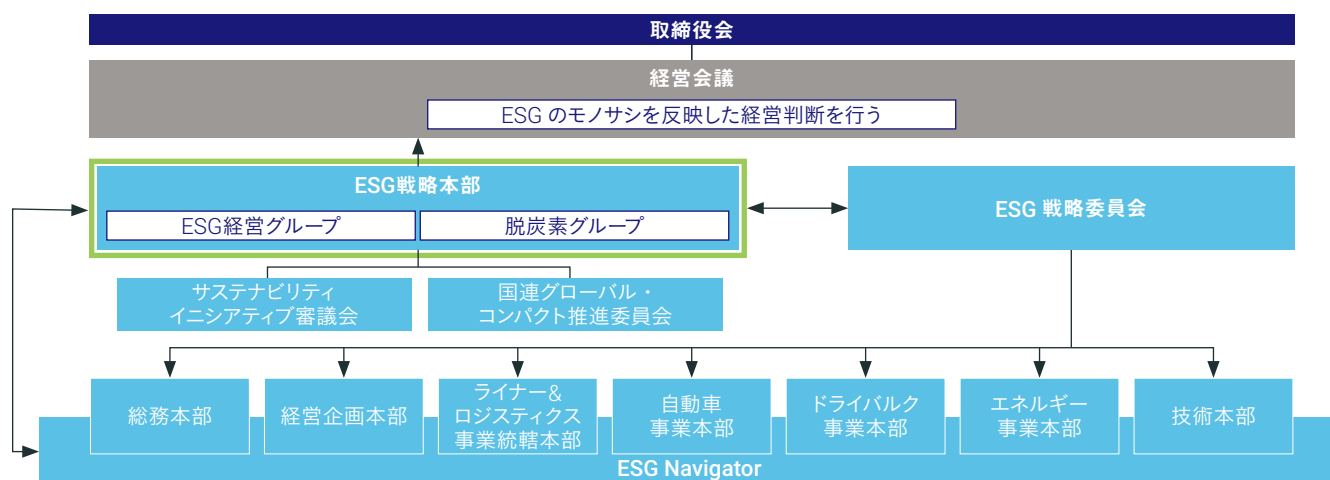 取締役会
経営会議
ESG のモノサシを反映した経営判断を行う
ESG戦略本部
ESG経営グループ
脱炭素グループ
ESG 戦略委員会
サステナビリティ
イニシアティブ審議会
国連グローバル・
コンパクト推進委員会
総務本部
経営企画本部
ライナー&
ロジスティクス
事業統轄本部
自動車
事業本部
ドライバルク
事業本部
エネルギー
事業本部
技術本部
ESG Navigator